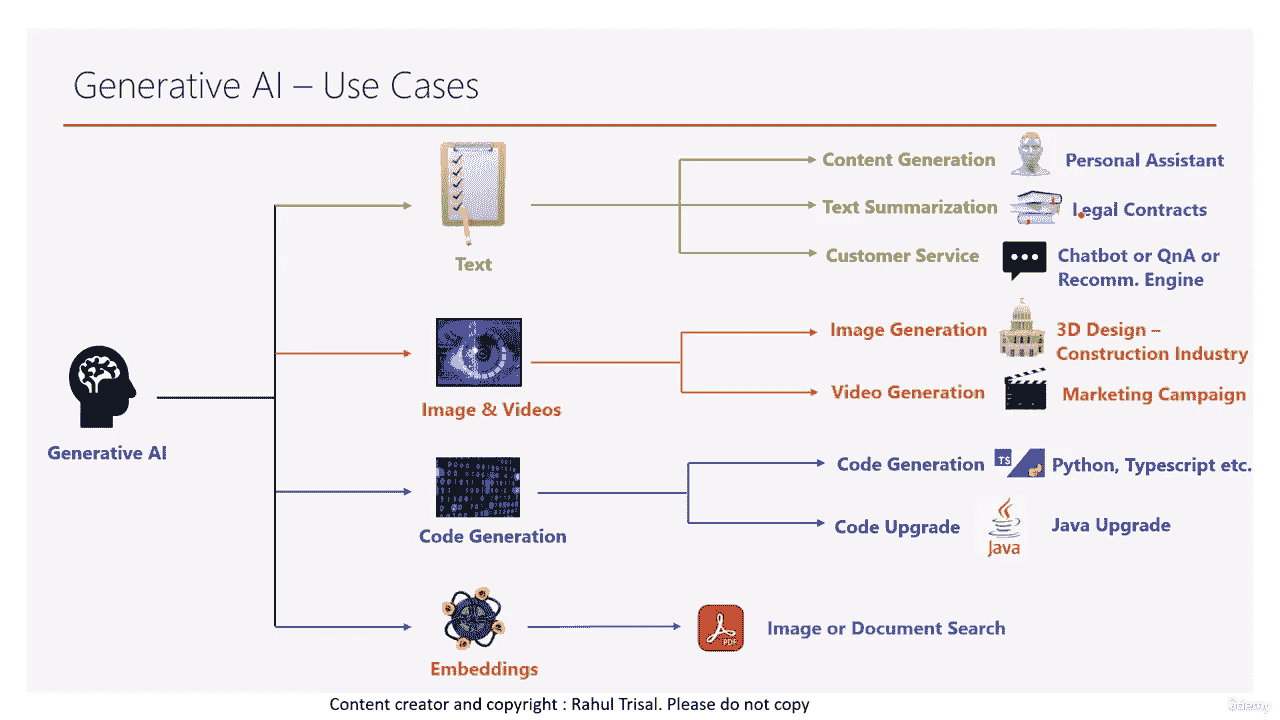 Generative AI – Use Cases
Content Generation
Personal Assistant
Text Summarization
Legal Contracts
Text
Customer Service
Chatbot or QnA or
Recomm. Engine
Image Generation
3D Design –
Construction Industry
Image & Videos
Video Generation
Marketing Campaign
Generative AI
Code Generation
TS
Python, Typescript etc.
Code Generation
Code Upgrade
Java
Java Upgrade
PDF
Image or Document Search
Embeddings
Content creator and copyright : Rahul Trisal. Please do not copy
ûdemy